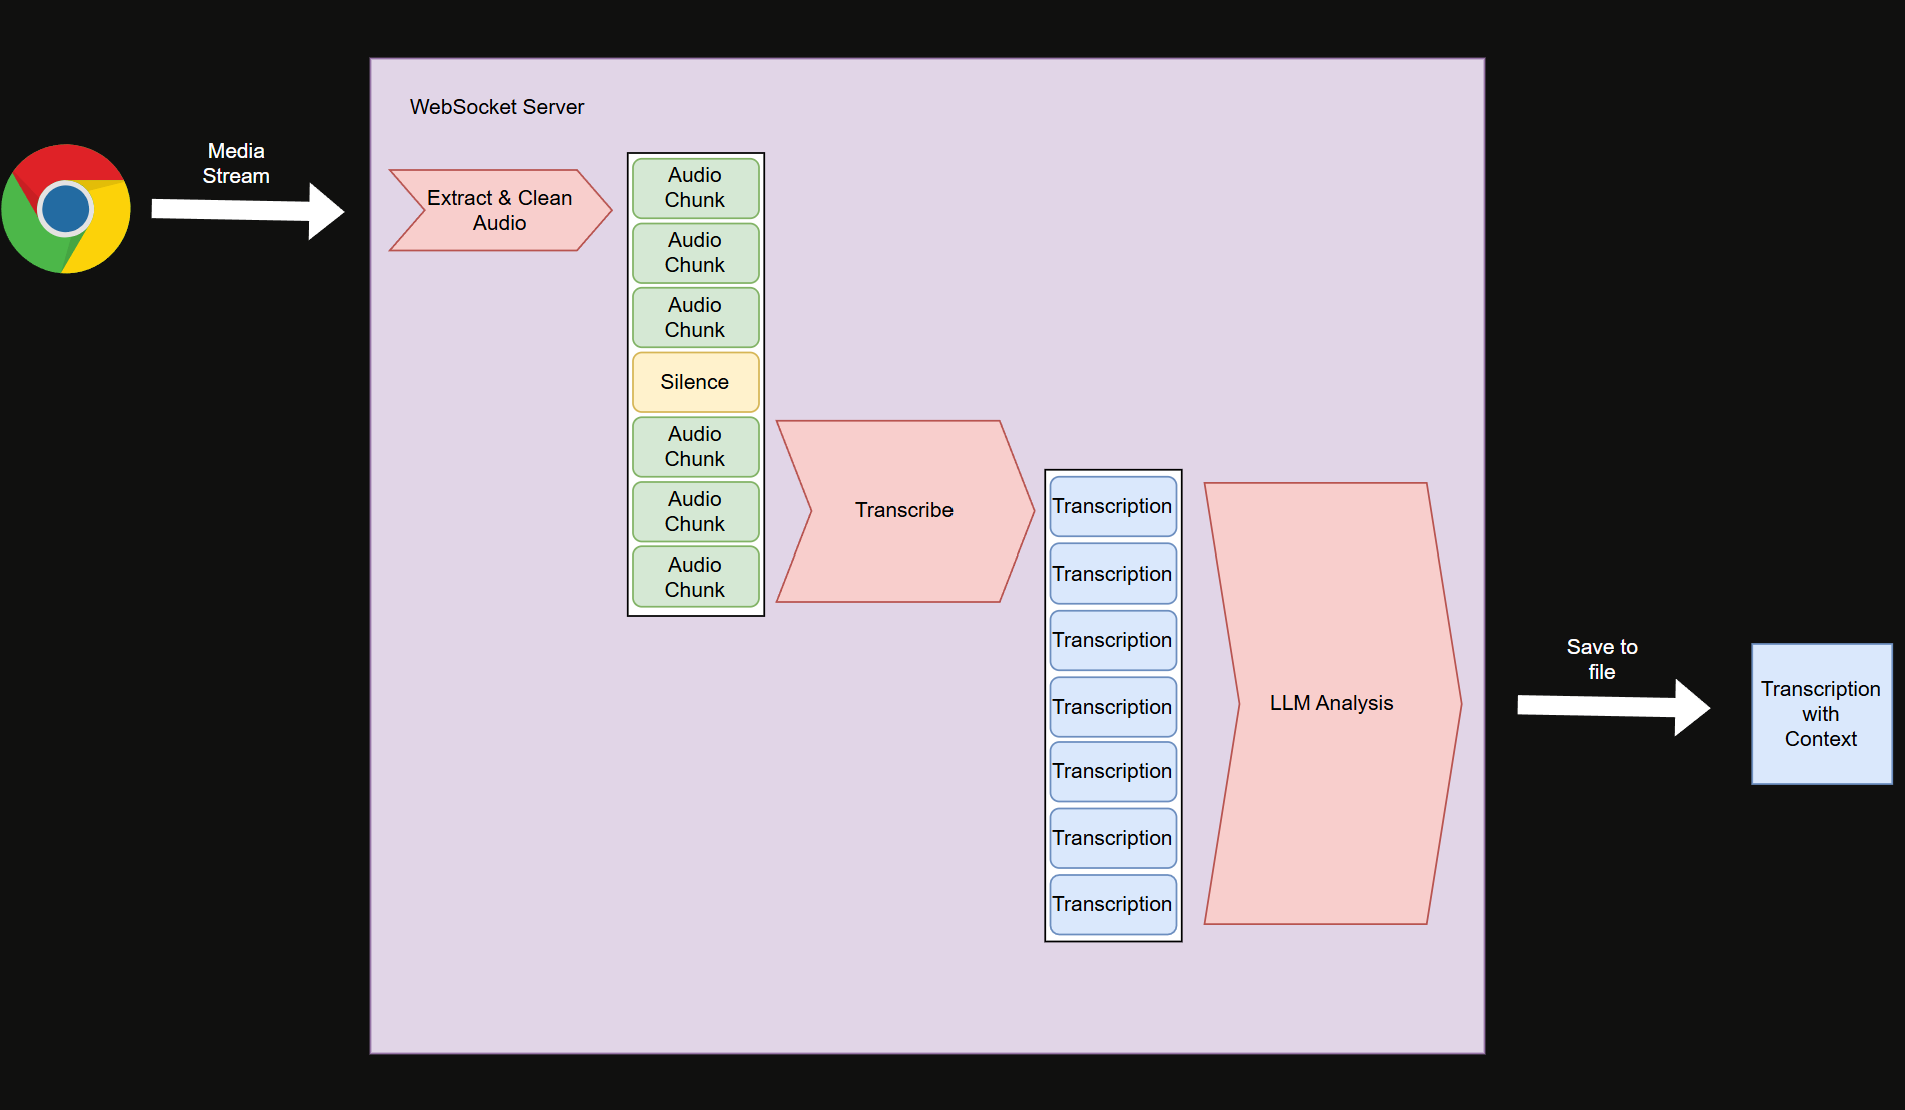 WebSocket Server
Media
Stream
Extract & Clean
Audio
Audio
Chunk
Audio
Chunk
Audio
Chunk
Silence
Audio
Chunk
Audio
Chunk
Audio
Chunk
Transcribe
Transcription
Transcription
Transcription
Transcription
Transcription
Transcription
Transcription
LLM Analysis
Save to
file
Transcription
with
Context